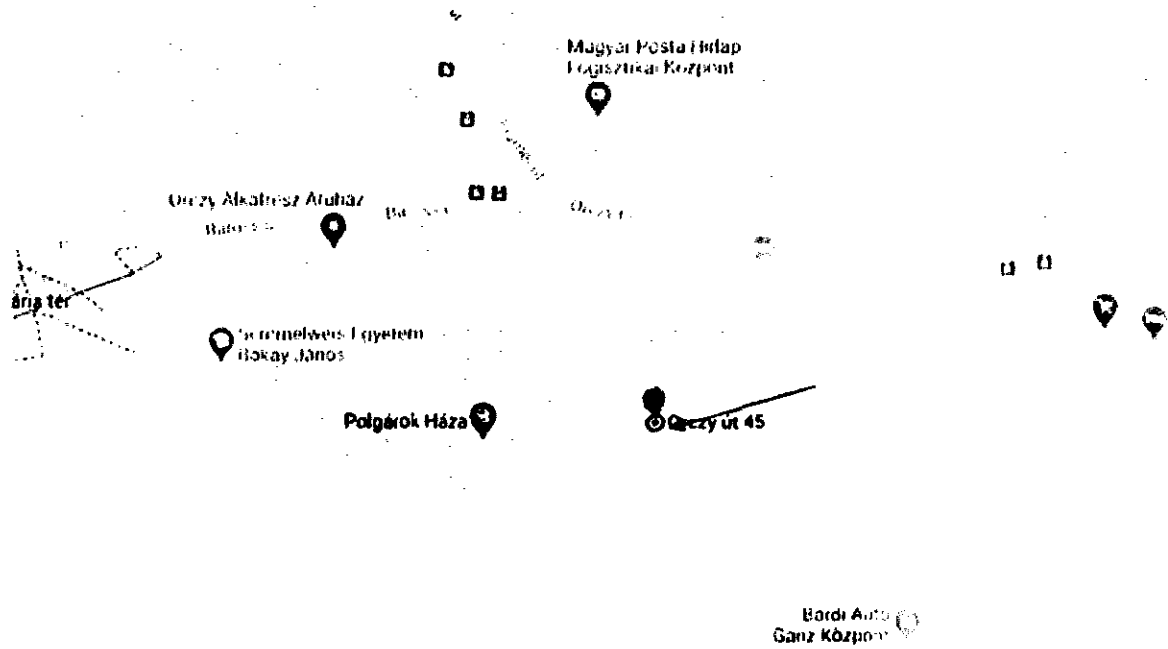 Magyar Posta Hírlap
Logisztikai Központ
Orczy Alkatrész Áruház
Orczy
ária tér
Semmelweis Egyetem
Bókay János
Polgárok Háza
Orczy út 45
Bárdi Autó
Ganz Központ